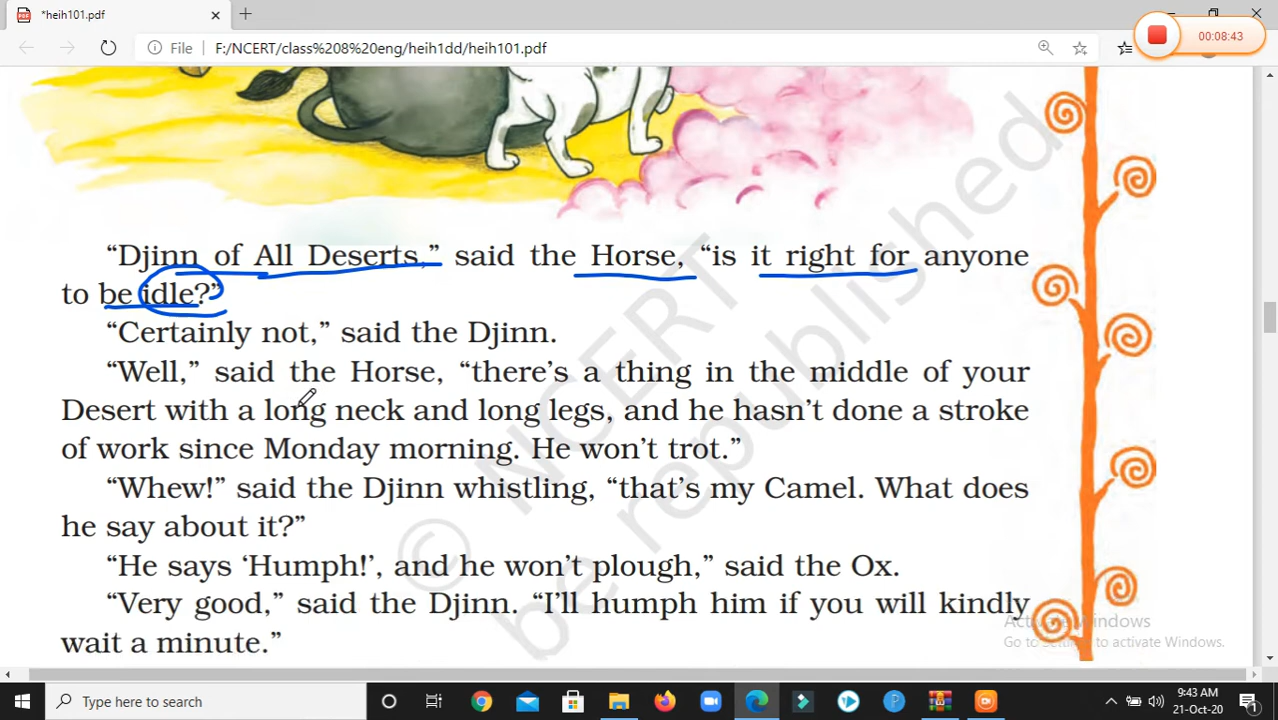 *heih101.pdf
File F:/NCERT/class%208%20eng/heih1dd/heih101.pdf
00:08:43
“Djinn of All Deserts,” said the Horse, “is it right for anyone
to be idle?”
“Certainly not,” said the Djinn.
“Well,” said the Horse, “there’s a thing in the middle of your
Desert with a long neck and long legs, and he hasn’t done a stroke
of work since Monday morning. He won’t trot.”
“Whew!” said the Djinn whistling, “that’s my Camel. What does
he say about it?”
“He says ‘Humph!’, and he won’t plough,” said the Ox.
“Very good,” said the Djinn. “I’ll humph him if you will kindly
wait a minute.”
© NCERT
be republished
Activate Windows
Go to Settings to activate Windows.
Type here to search
9:43 AM
21-Oct-20